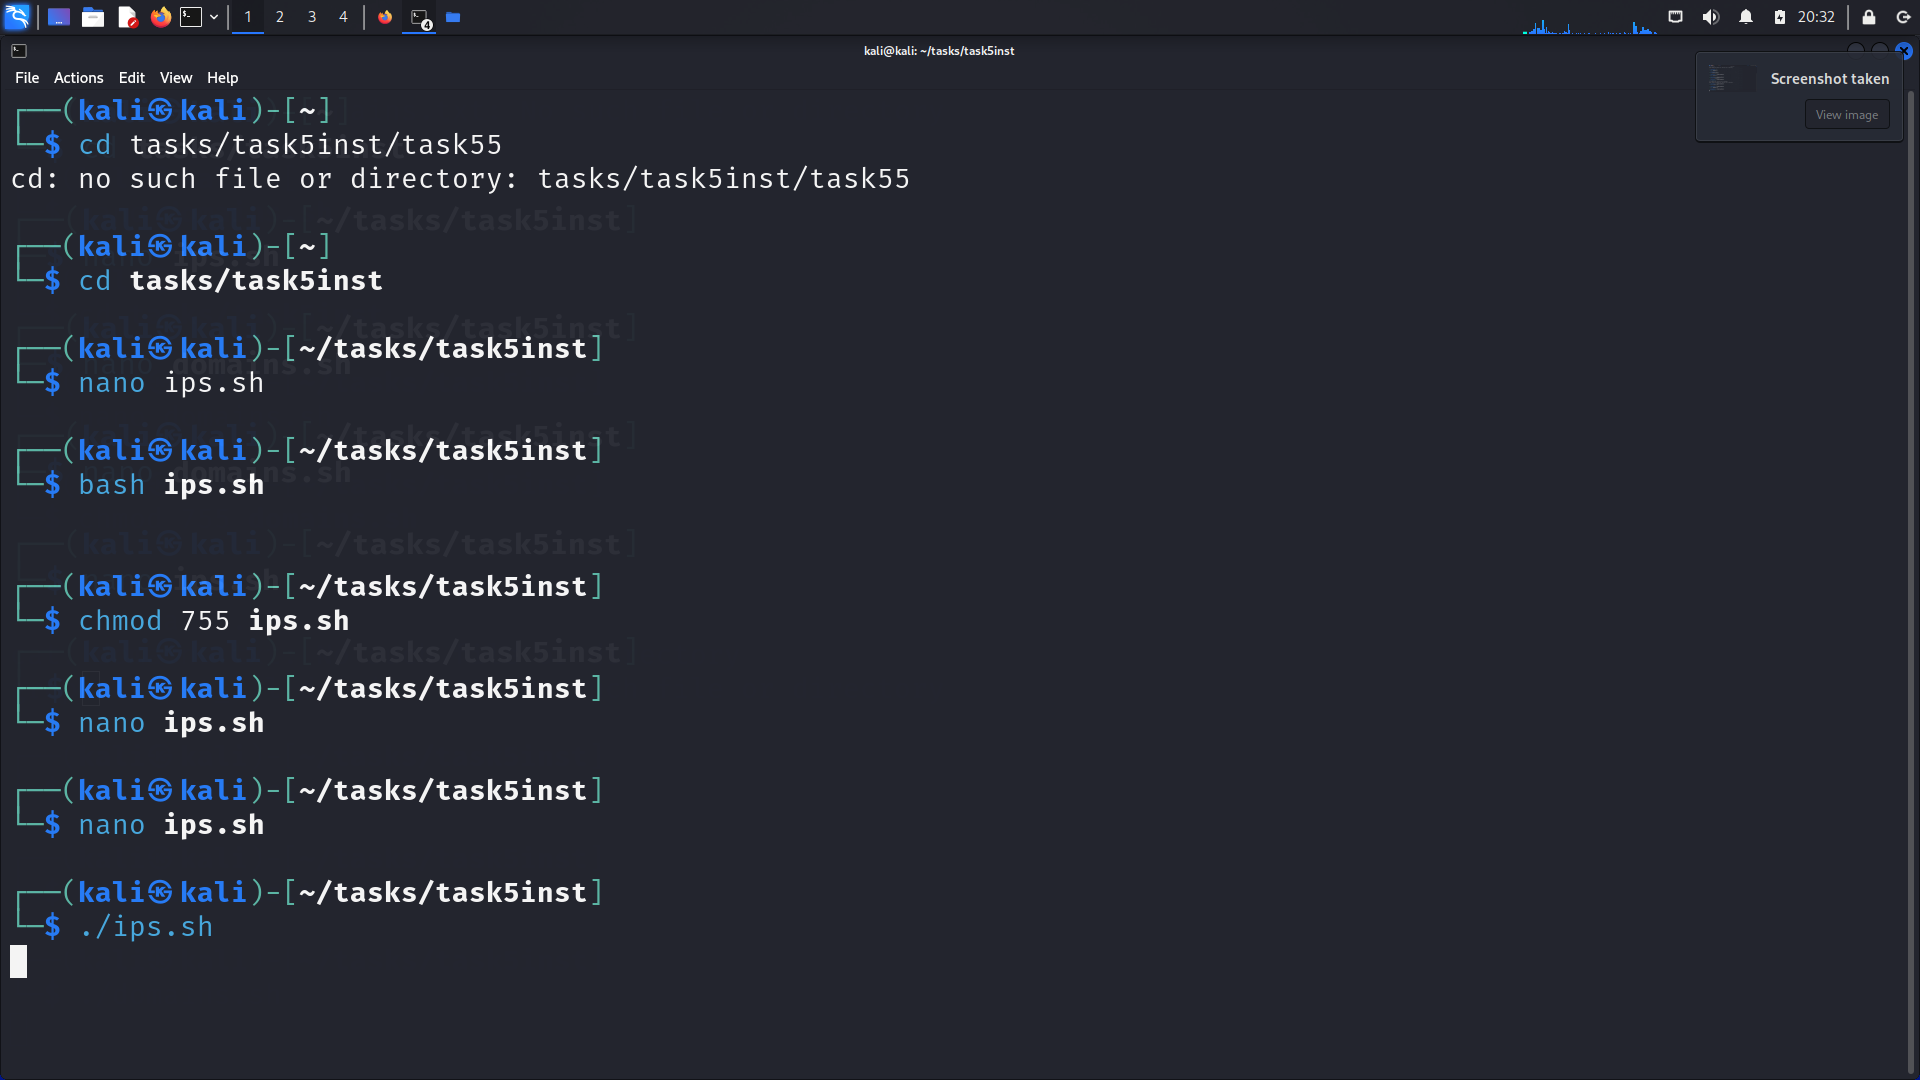 1 2 3 4
4
20:32
kali@kali: ~/tasks/task5inst
File Actions Edit View Help
Screenshot taken
View image
┌──(kali㉿kali)-[~]
└─$ cd tasks/task5inst/task55
cd: no such file or directory: tasks/task5inst/task55
┌──(kali㉿kali)-[~]
└─$ cd tasks/task5inst
┌──(kali㉿kali)-[~/tasks/task5inst]
└─$ nano ips.sh
┌──(kali㉿kali)-[~/tasks/task5inst]
└─$ bash ips.sh
┌──(kali㉿kali)-[~/tasks/task5inst]
└─$ chmod 755 ips.sh
┌──(kali㉿kali)-[~/tasks/task5inst]
└─$ nano ips.sh
┌──(kali㉿kali)-[~/tasks/task5inst]
└─$ nano ips.sh
┌──(kali㉿kali)-[~/tasks/task5inst]
└─$ ./ips.sh